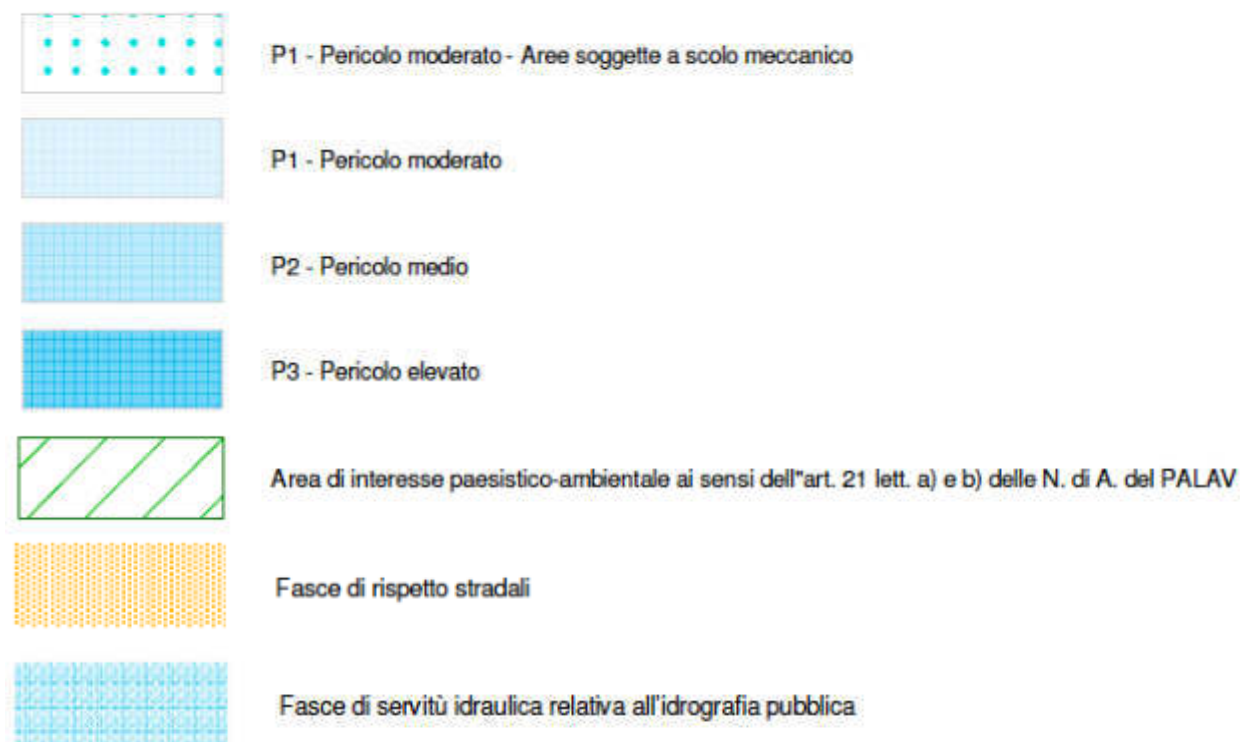 P1 - Pericolo moderato - Aree soggette a scolo meccanico
P1 - Pericolo moderato
P2 - Pericolo medio
P3 - Pericolo elevato
Area di interesse paesistico-ambientale ai sensi dell"art. 21 lett. a) e b) delle N. di A. del PALAV
Fasce di rispetto stradali
Fasce di servitù idraulica relativa all'idrografia pubblica